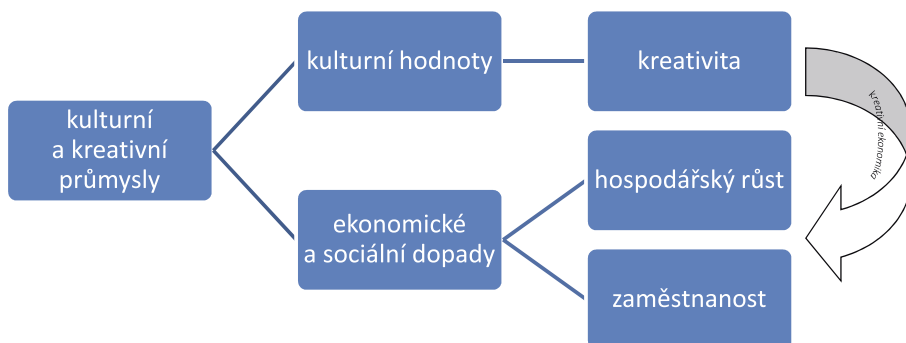 kulturní
a kreativní
průmysly
kulturní hodnoty
ekonomické
a sociální dopady
kreativita
hospodářský růst
zaměstnanost
kreativní ekonomika